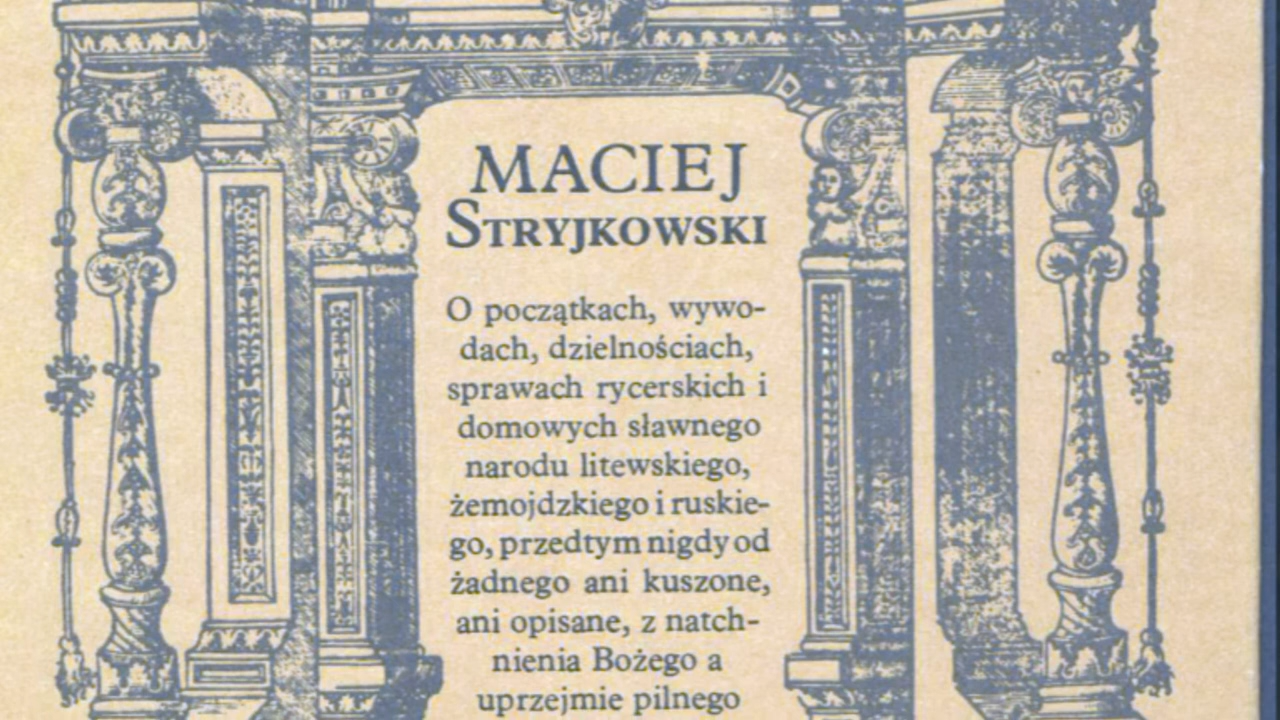 MACIEJ
STRYJKOWSKI
O początkach, wywo-
dach, dzielnościach,
sprawach rycerskich i
domowych sławnego
narodu litewskiego,
żemojdzkiego i ruskie-
go, przedtym nigdy od
żadnego ani kuszone,
ani opisane, z natch-
nienia Bożego a
uprzejmie pilnego